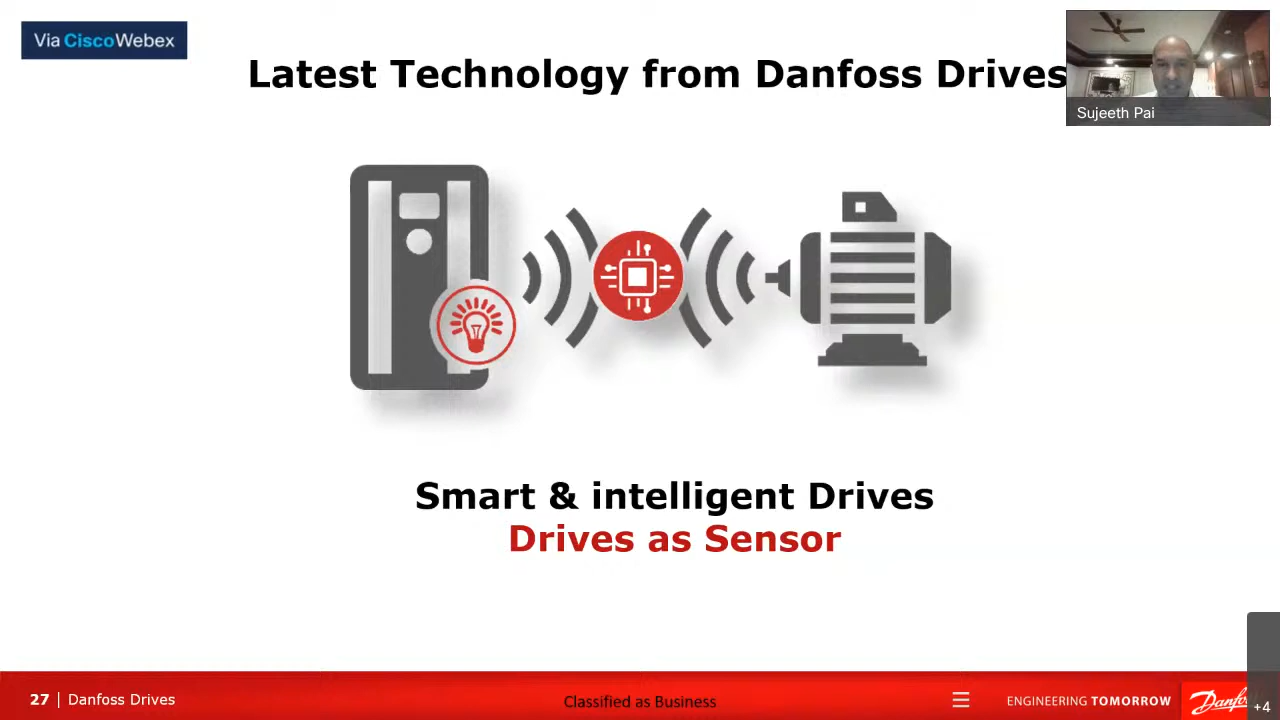 Via CiscoWebex
Latest Technology from Danfoss Drives
Sujeeth Pai
Smart & intelligent Drives
Drives as Sensor
27 | Danfoss Drives
Classified as Business
ENGINEERING TOMORROW
+4